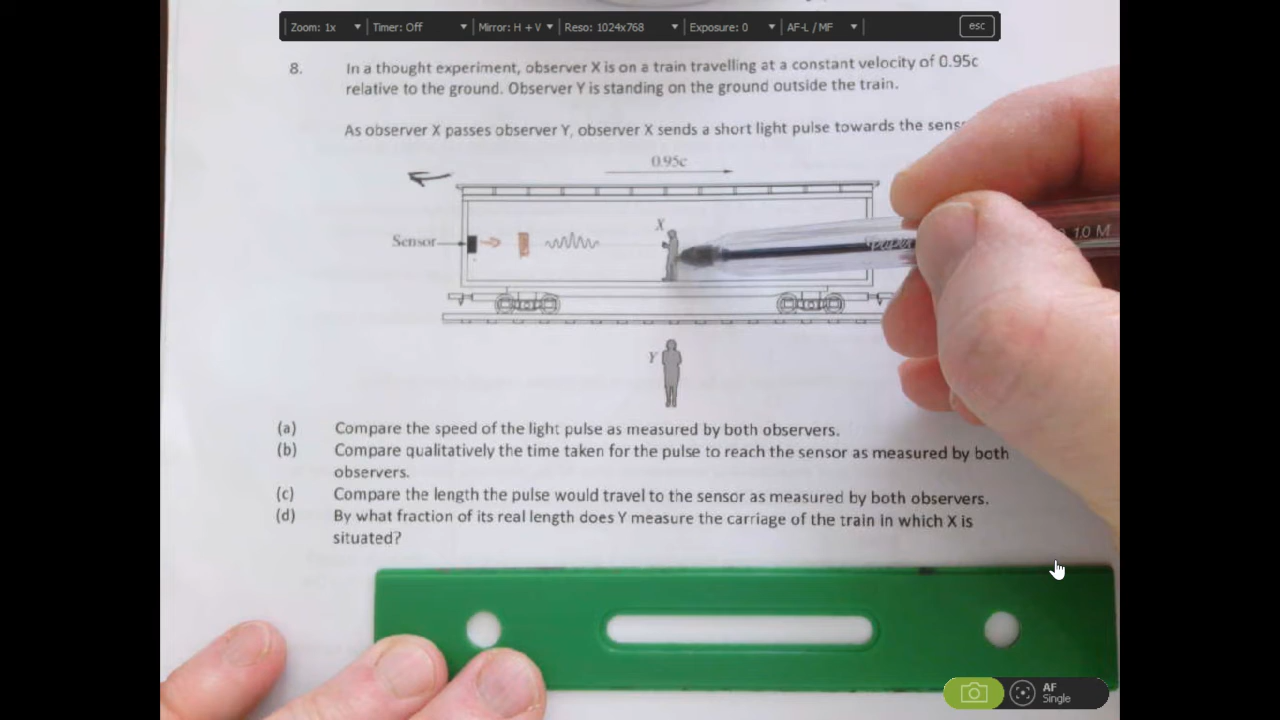 Zoom: 1x Timer: Off Mirror: H + V Reso: 1024x768 Exposure: 0 AF-L / MF esc
8. In a thought experiment, observer X is on a train travelling at a constant velocity of 0.95c
relative to the ground. Observer Y is standing on the ground outside the train.
As observer X passes observer Y, observer X sends a short light pulse towards the
0.95c
X
Sensor
1.0 M
Y
(a) Compare the speed of the light pulse as measured by both observers.
(b) Compare qualitatively the time taken for the pulse to reach the sensor as measured by both
observers.
(c) Compare the length the pulse would travel to the sensor as measured by both observers.
(d) By what fraction of its real length does Y measure the carriage of the train in which X is
situated?
AF
Single